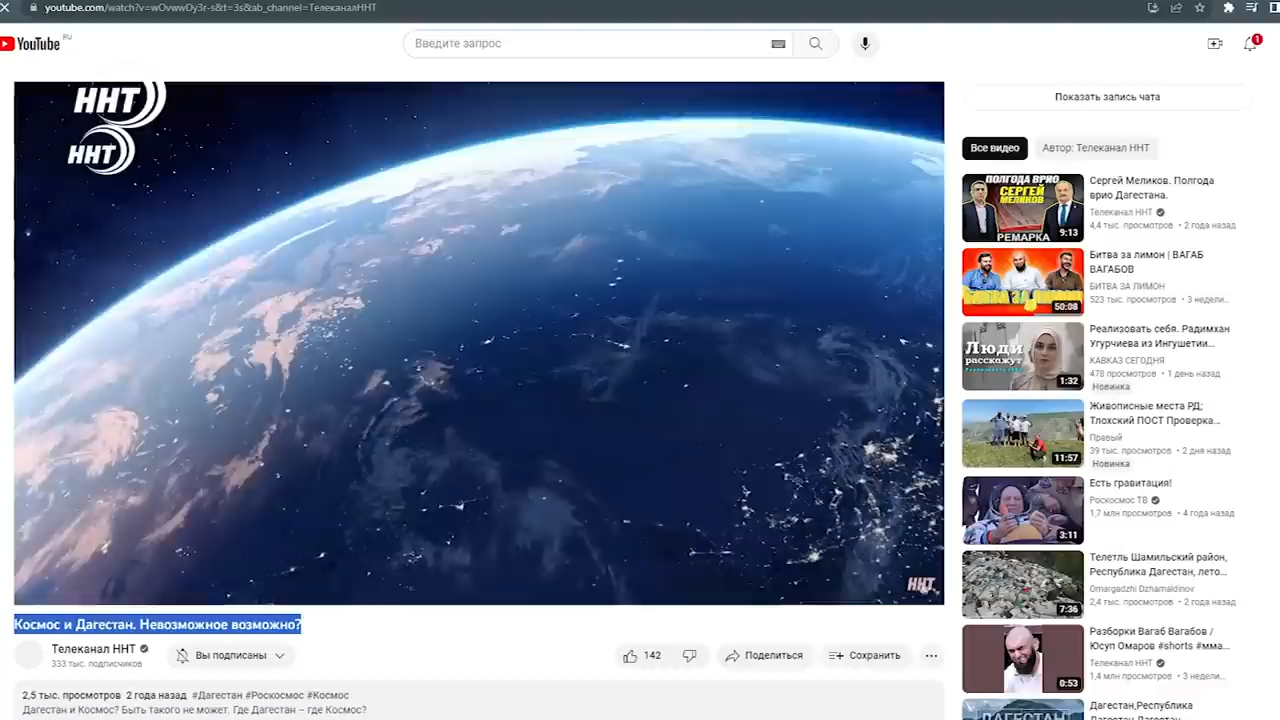 youtube.com/watch?v=wOvwwDy3r-s&t=3s&ab_channel=ТелеканалННТ
YouTube RU
Введите запрос
1
ННТ
ННТ
ННТ
Космос и Дагестан. Невозможное возможно?
Телеканал ННТ
333 тыс. подписчиков
Вы подписаны
142
Поделиться
Сохранить
2,5 тыс. просмотров 2 года назад #Дагестан #Роскосмос #Космос
Дагестан и Космос? Быть такого не может. Где Дагестан – где Космос?
Показать запись чата
Все видео
Автор: Телеканал ННТ
ПОЛГОДА ВРИО
СЕРГЕЙ
МЕЛИКОВ
РЕМАРКА
9:13
Сергей Меликов. Полгода
врио Дагестана.
Телеканал ННТ
4,4 тыс. просмотров • 2 года назад
БИТВА ЗА ЛИМОН
50:08
Битва за лимон | ВАГАБ
ВАГАБОВ
БИТВА ЗА ЛИМОН
523 тыс. просмотров • 3 недели...
Люди
расскажут
1:32
Реализовать себя. Радимхан
Угурчиева из Ингушетии...
КАВКАЗ СЕГОДНЯ
478 просмотров • 1 день назад
Новинка
11:57
Живописные места РД;
Тлохский ПОСТ Проверка...
Правый
39 тыс. просмотров • 2 дня назад
Новинка
3:11
Есть гравитация!
Роскосмос ТВ
1,7 млн просмотров • 4 года назад
7:36
Телетль Шамильский район,
Республика Дагестан, лето...
Omargadzhi Dzhamaldinov
2,4 тыс. просмотров • 2 года назад
0:53
Разборки Вагаб Вагабов /
Юсуп Омаров #shorts #мма...
Телеканал ННТ
1,4 млн просмотров • 3 недели...
ДАГЕСТАН
Дагестан,Республика
Дагестан,Дагестан